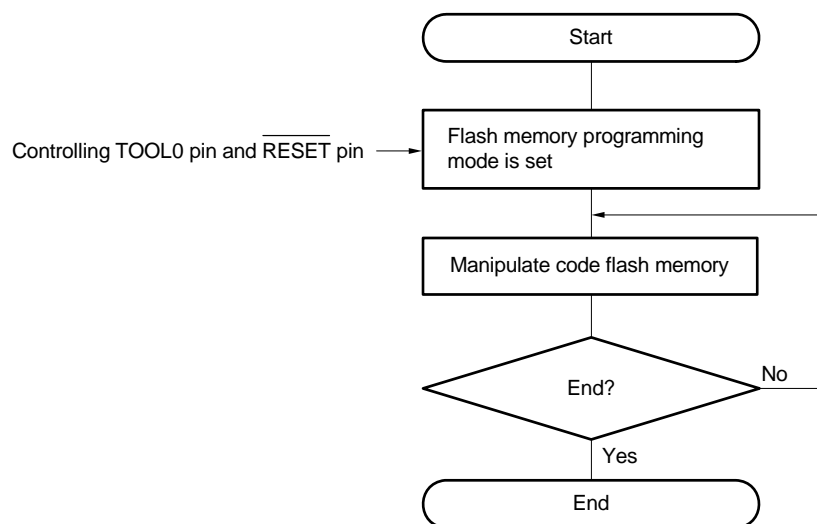 Start
Controlling TOOL0 pin and RESET pin
Flash memory programming
mode is set
Manipulate code flash memory
End?
No
Yes
End